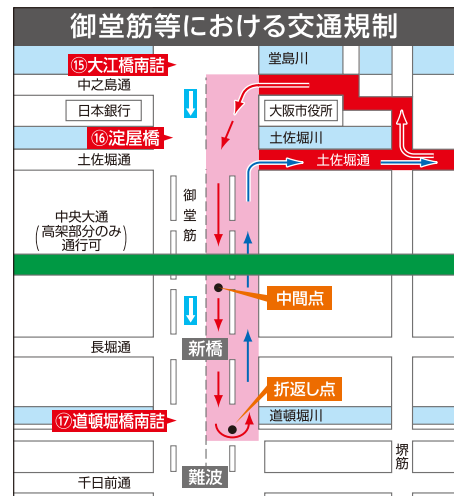 御堂筋等における交通規制
堂島川
⑮大江橋南詰
中之島通
日本銀行
大阪市役所
⑯淀屋橋
土佐堀川
土佐堀通
土佐堀通
御堂筋
中央大通
(高架部分のみ)
通行可
中間点
長堀通
新橋
折返し点
⑰道頓堀橋南詰
道頓堀川
堺筋
難波
千日前通